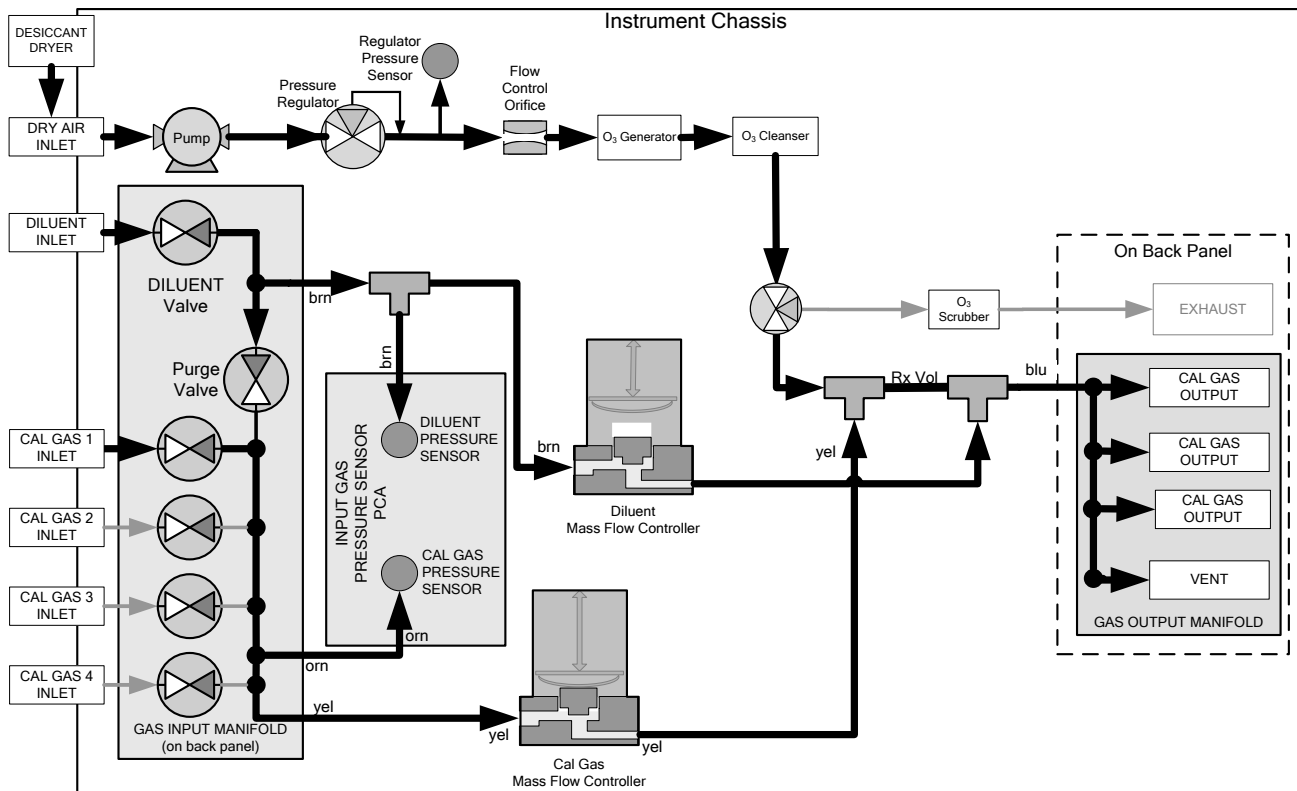 Instrument Chassis
DESICCANT
DRYER
Regulator
Pressure
Sensor
Pressure
Regulator
Flow
Control
Orifice
DRY AIR
INLET
Pump
O₃ Generator
O₃ Cleanser
DILUENT
INLET
DILUENT
Valve
brn
brn
Purge
Valve
CAL GAS 1
INLET
CAL GAS 2
INLET
CAL GAS 3
INLET
CAL GAS 4
INLET
GAS INPUT MANIFOLD
(on back panel)
INPUT GAS
PRESSURE SENSOR
PCA
DILUENT
PRESSURE
SENSOR
CAL GAS
PRESSURE
SENSOR
orn
orn
yel
brn
Diluent
Mass Flow Controller
yel
yel
Cal Gas
Mass Flow Controller
yel
Rx Vol
blu
O₃
Scrubber
On Back Panel
EXHAUST
CAL GAS
OUTPUT
CAL GAS
OUTPUT
CAL GAS
OUTPUT
VENT
GAS OUTPUT MANIFOLD